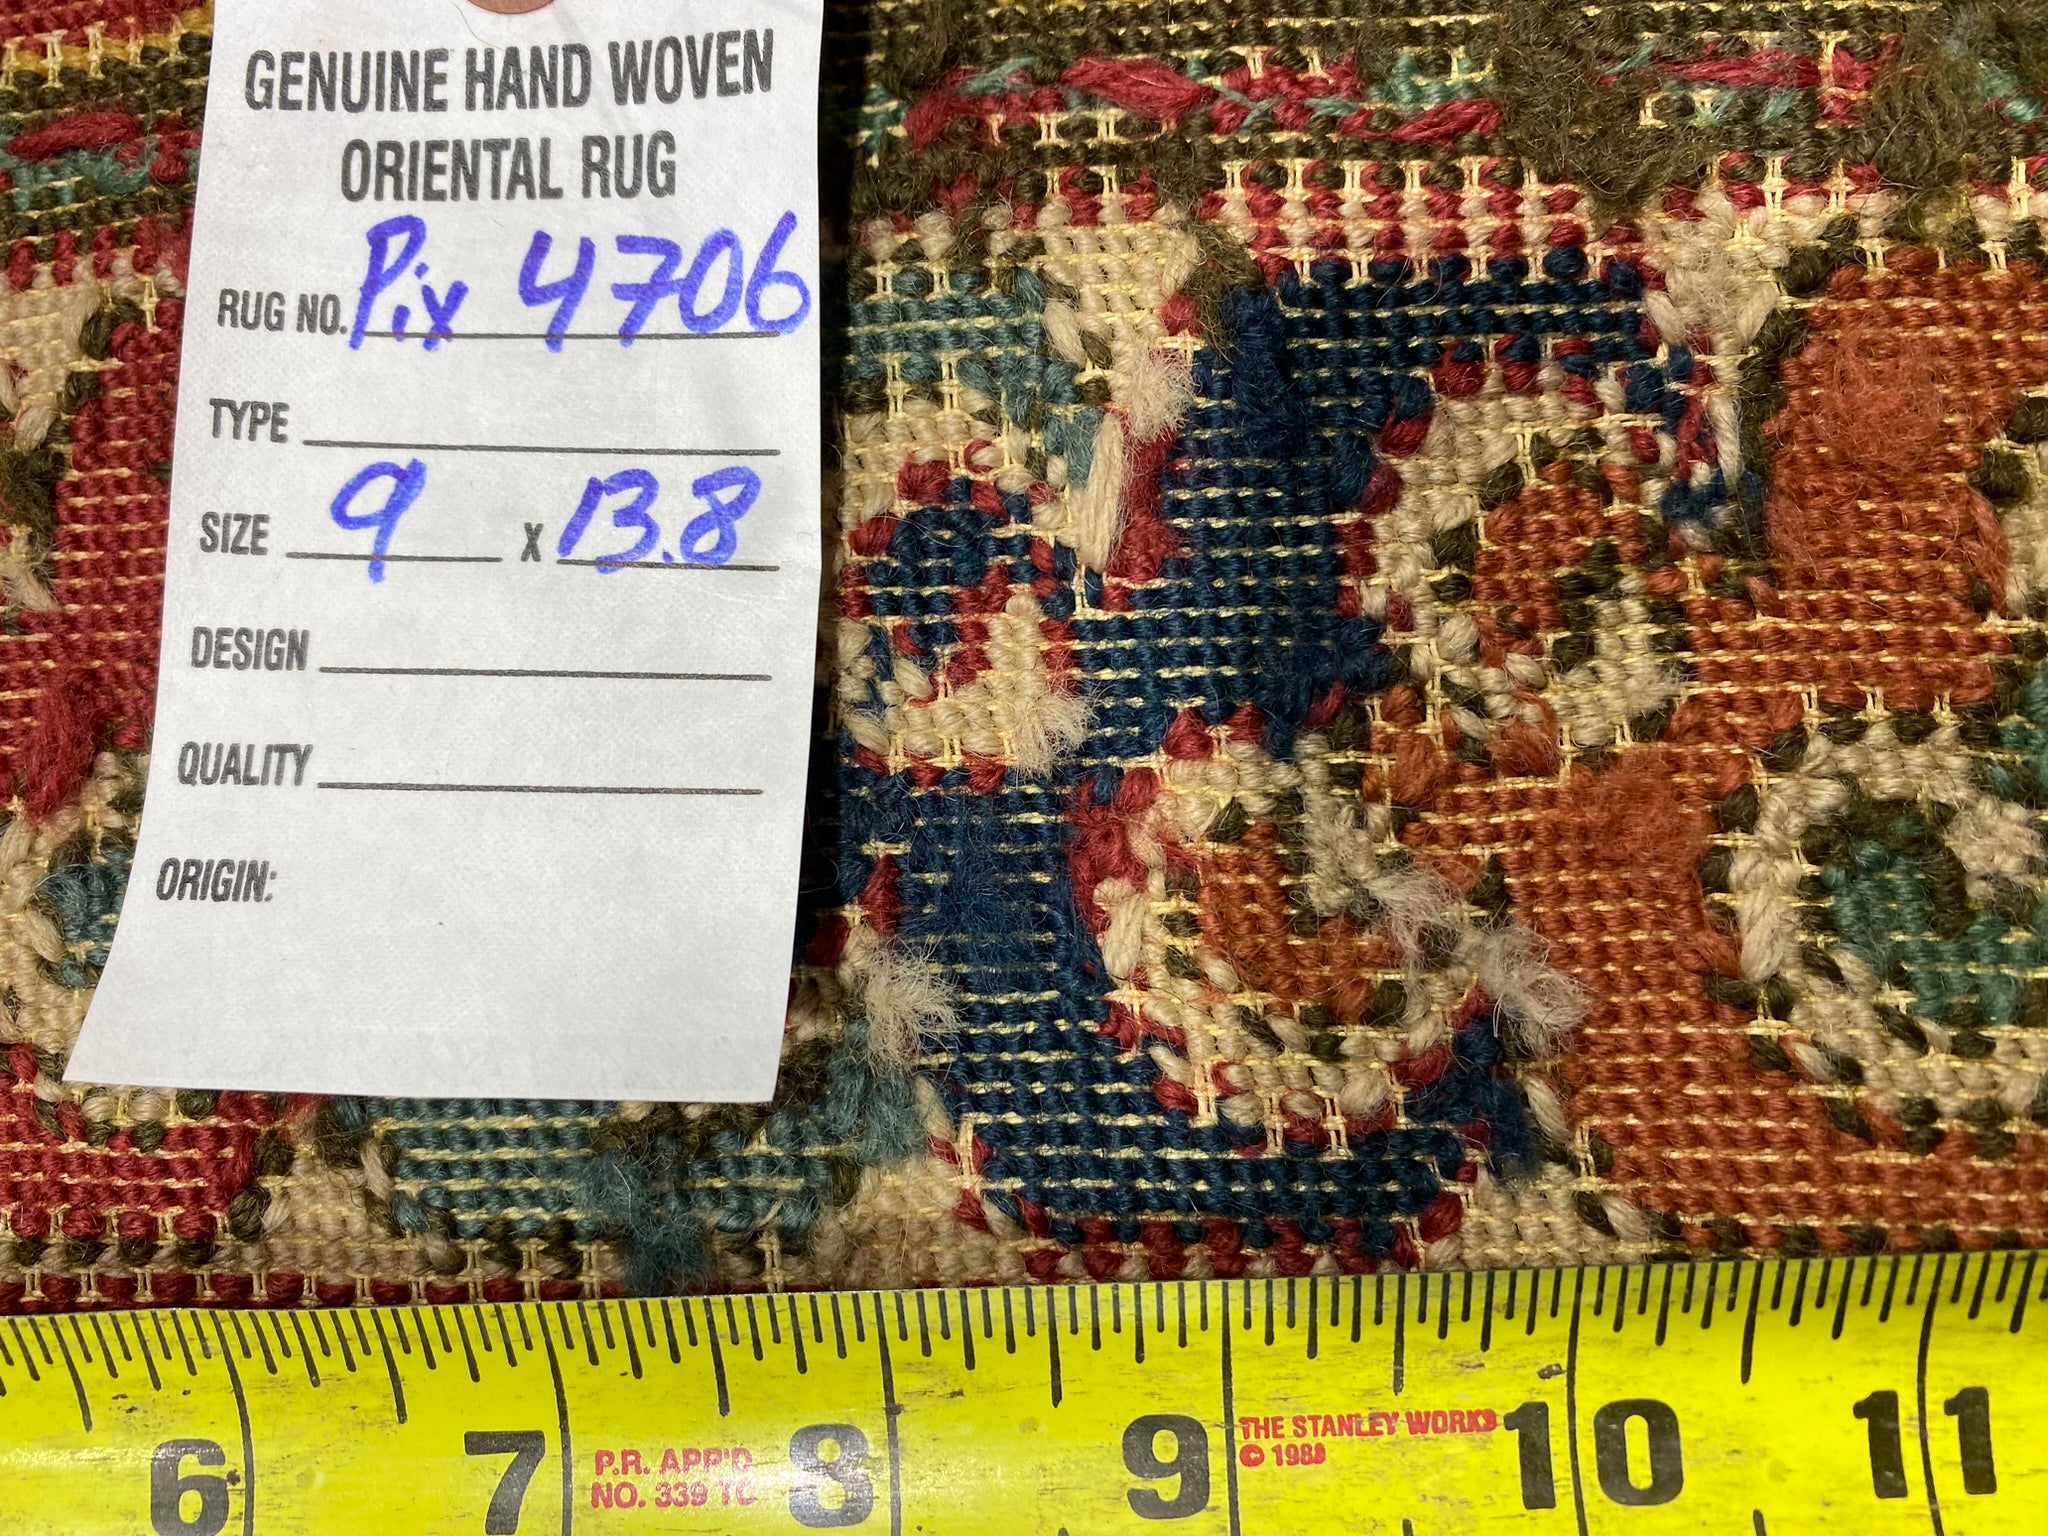 GENUINE HAND WOVEN
ORIENTAL RUG
RUG NO. Pix 4706
TYPE
SIZE 9 x 13.8
DESIGN
QUALITY
ORIGIN:
THE STANLEY WORKS
© 1988
P.R. APP'D
NO. 339 TC
6 7 8 9 10 11